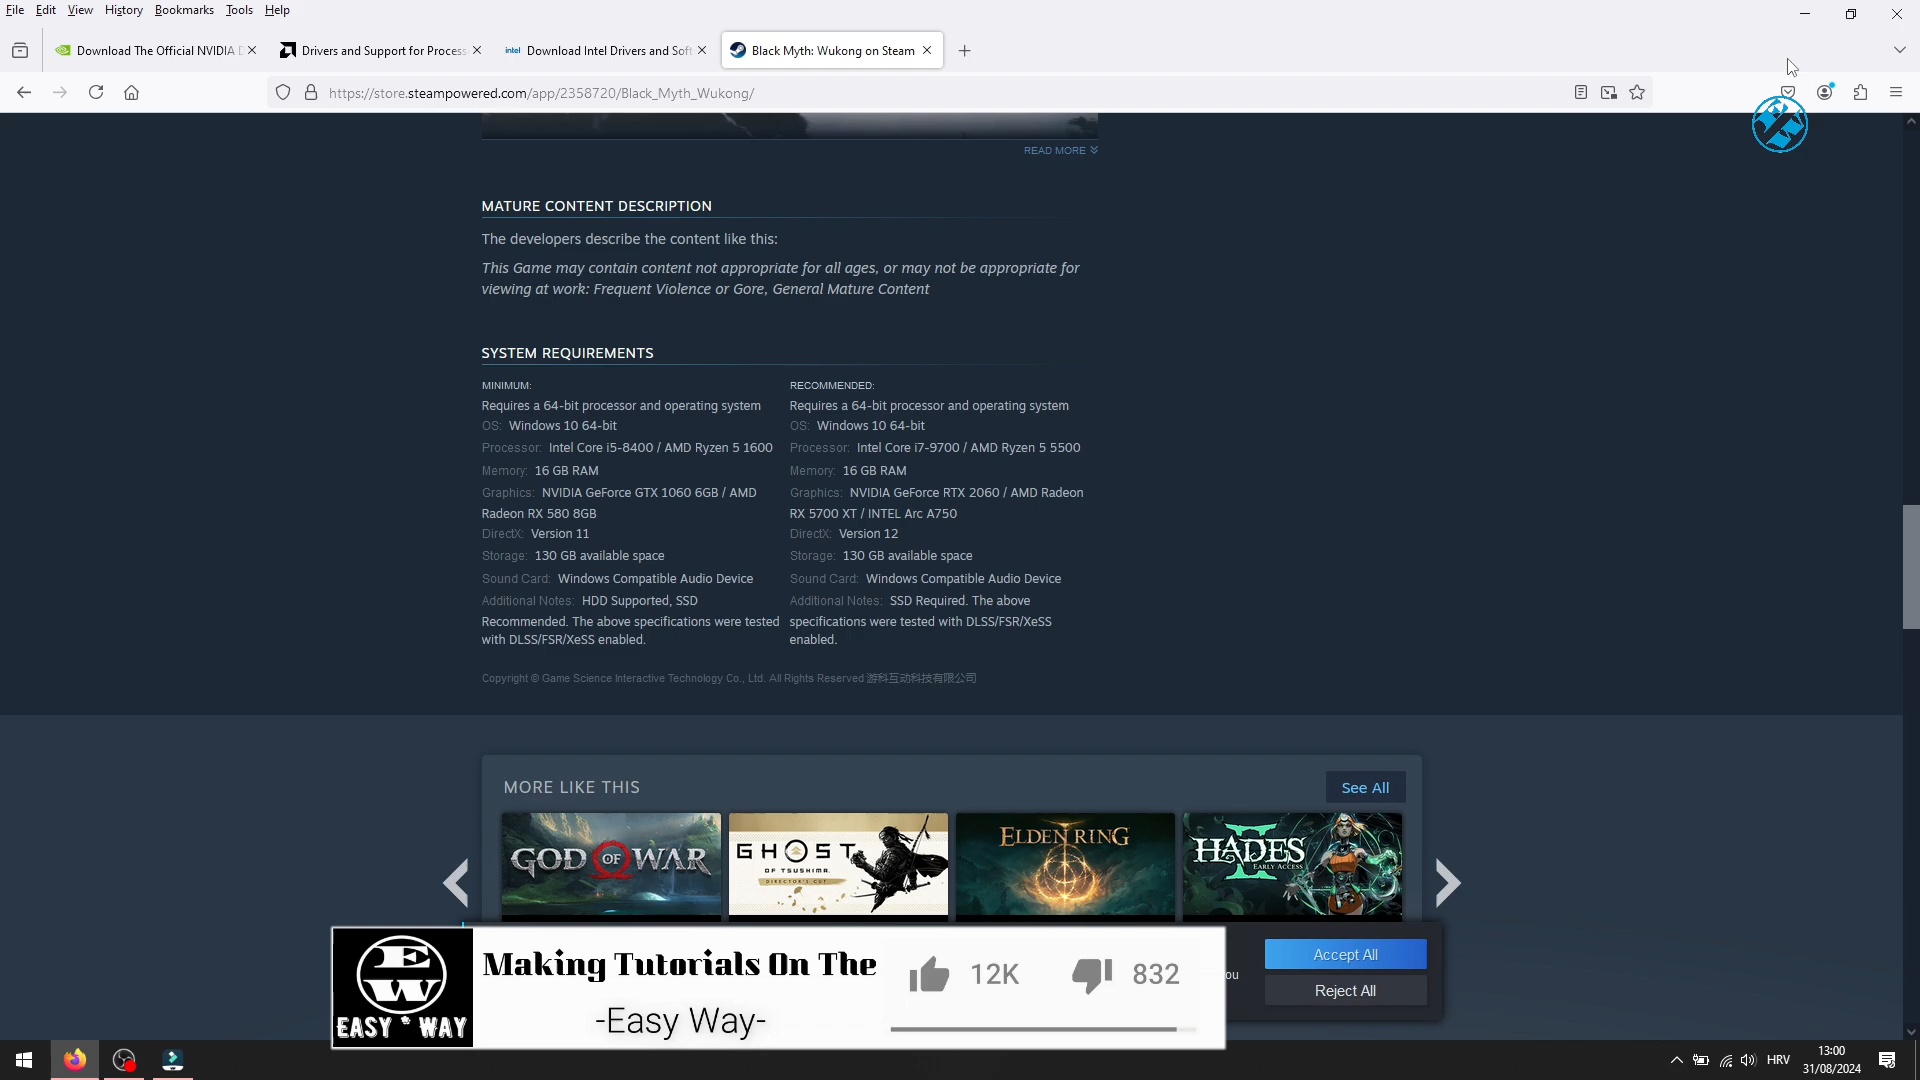 File Edit View History Bookmarks Tools Help
Download The Official NVIDIA D
Drivers and Support for Process
intel Download Intel Drivers and Soft
Black Myth: Wukong on Steam
https://store.steampowered.com/app/2358720/Black_Myth_Wukong/
READ MORE
MATURE CONTENT DESCRIPTION
The developers describe the content like this:
This Game may contain content not appropriate for all ages, or may not be appropriate for
viewing at work: Frequent Violence or Gore, General Mature Content
SYSTEM REQUIREMENTS
MINIMUM:
Requires a 64-bit processor and operating system
OS: Windows 10 64-bit
Processor: Intel Core i5-8400 / AMD Ryzen 5 1600
Memory: 16 GB RAM
Graphics: NVIDIA GeForce GTX 1060 6GB / AMD
Radeon RX 580 8GB
DirectX: Version 11
Storage: 130 GB available space
Sound Card: Windows Compatible Audio Device
Additional Notes: HDD Supported, SSD
Recommended. The above specifications were tested
with DLSS/FSR/XeSS enabled.
RECOMMENDED:
Requires a 64-bit processor and operating system
OS: Windows 10 64-bit
Processor: Intel Core i7-9700 / AMD Ryzen 5 5500
Memory: 16 GB RAM
Graphics: NVIDIA GeForce RTX 2060 / AMD Radeon
RX 5700 XT / INTEL Arc A750
DirectX: Version 12
Storage: 130 GB available space
Sound Card: Windows Compatible Audio Device
Additional Notes: SSD Required. The above
specifications were tested with DLSS/FSR/XeSS
enabled.
Copyright © Game Science Interactive Technology Co., Ltd. All Rights Reserved 游科互动科技有限公司
MORE LIKE THIS
See All
GOD OF WAR
GHOST
OF TSUSHIMA
DIRECTOR'S CUT
ELDEN RING
HADES II
EARLY ACCESS
EW
EASY * WAY
Making Tutorials On The
-Easy Way-
12K
832
ou
Accept All
Reject All
HRV
13:00
31/08/2024